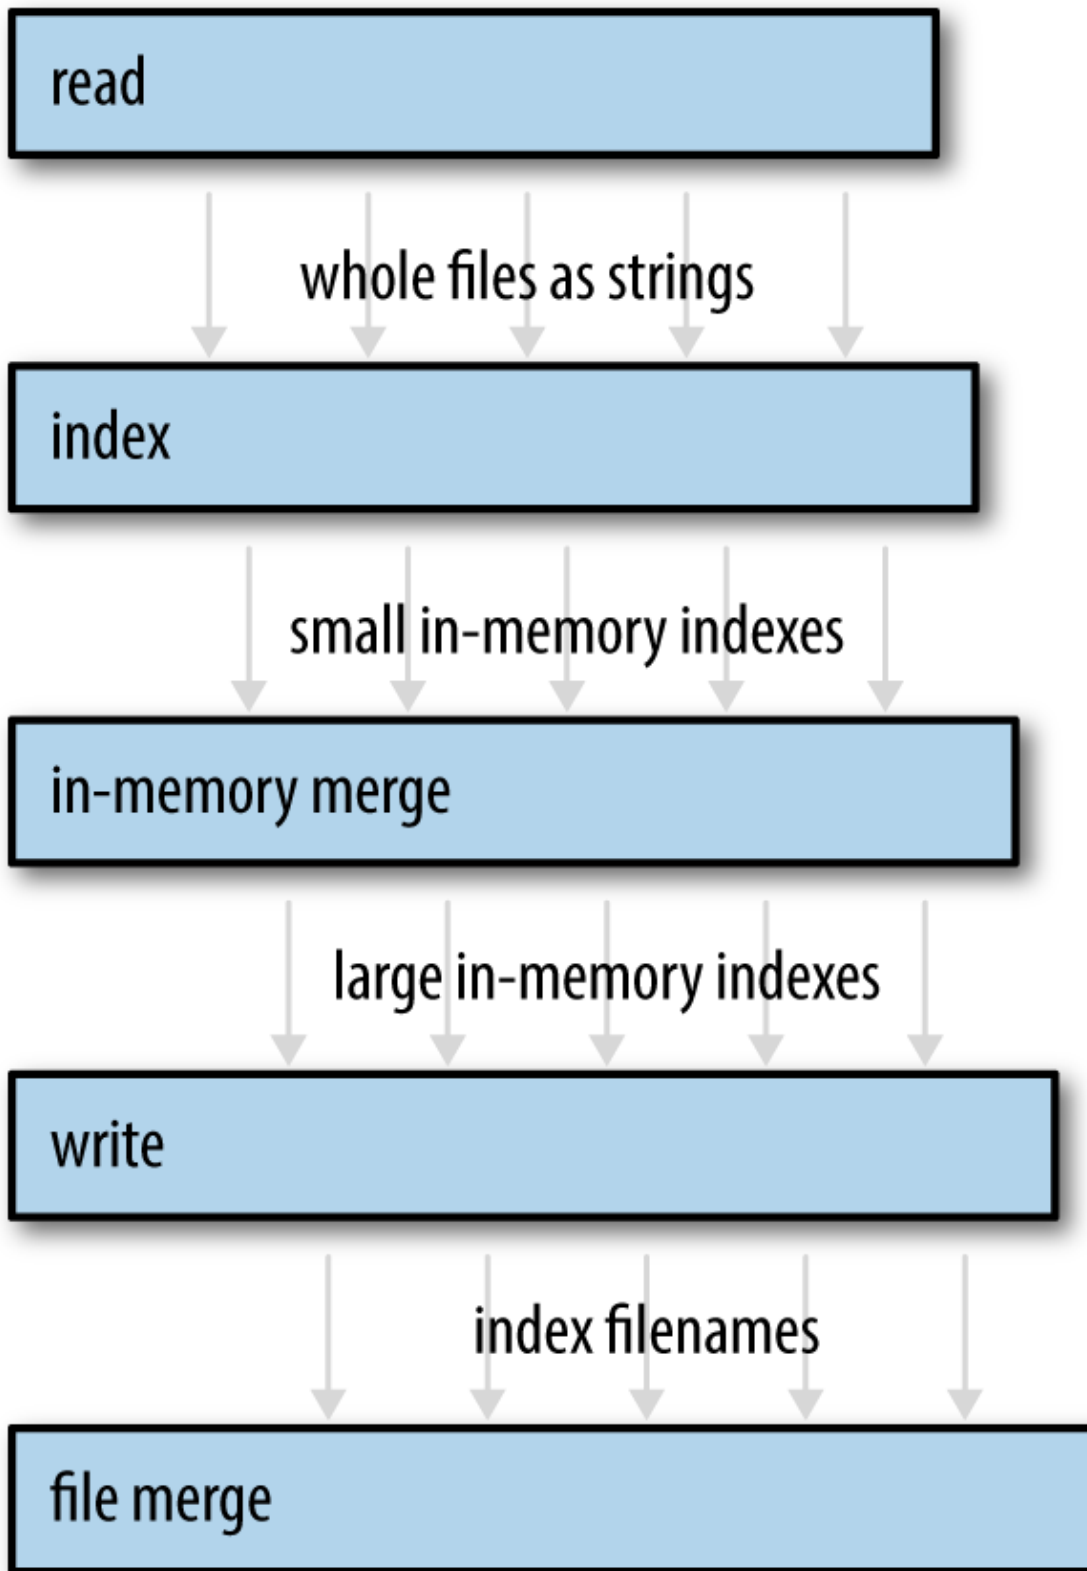 read
whole files as strings
index
small in-memory indexes
in-memory merge
large in-memory indexes
write
index filenames
file merge